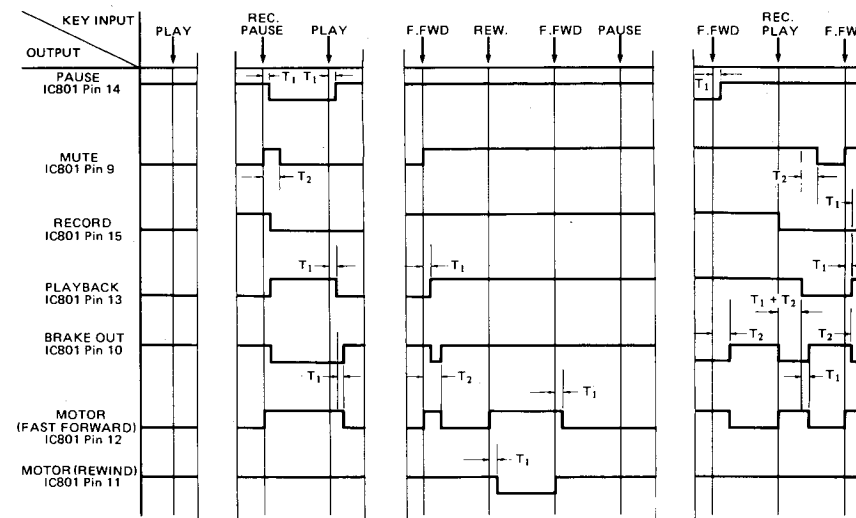 KEY INPUT
OUTPUT
PLAY
REC.
PAUSE
PLAY
F.FWD
REW.
F.FWD
PAUSE
F.FWD
REC.
PLAY
F.FW
PAUSE
IC801 Pin 14
T1
T1
T1
MUTE
IC801 Pin 9
T2
T2
T1
RECORD
IC801 Pin 15
T1
T1
T1
PLAYBACK
IC801 Pin 13
T1 + T2
BRAKE OUT
IC801 Pin 10
T2
T2
T1
T2
T1
T1
MOTOR
(FAST FORWARD)
IC801 Pin 12
MOTOR (REWIND)
IC801 Pin 11
T1